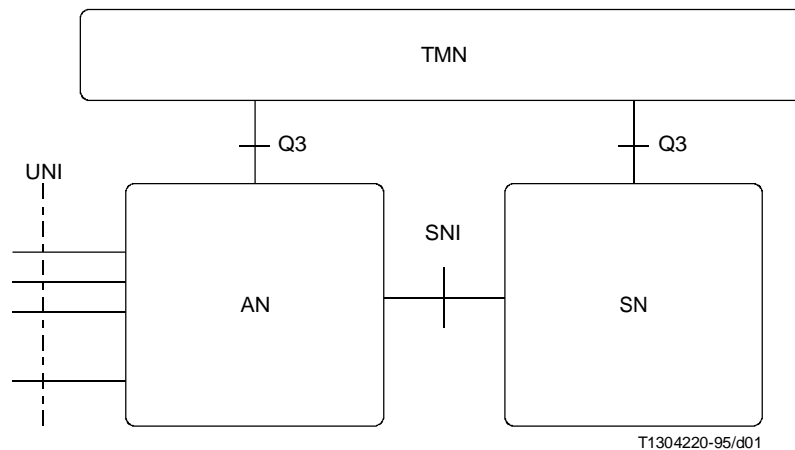 TMN
Q3
Q3
UNI
SNI
AN
SN
T1304220-95/d01